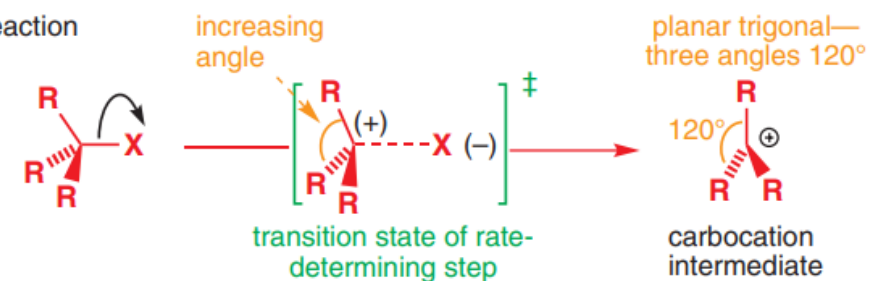 eaction
increasing
angle
planar trigonal—
three angles 120°
R
X
R
R
R
(+)
X (–)
R
R
‡
R
120°
⊕
R
R
transition state of rate-
determining step
carbocation
intermediate